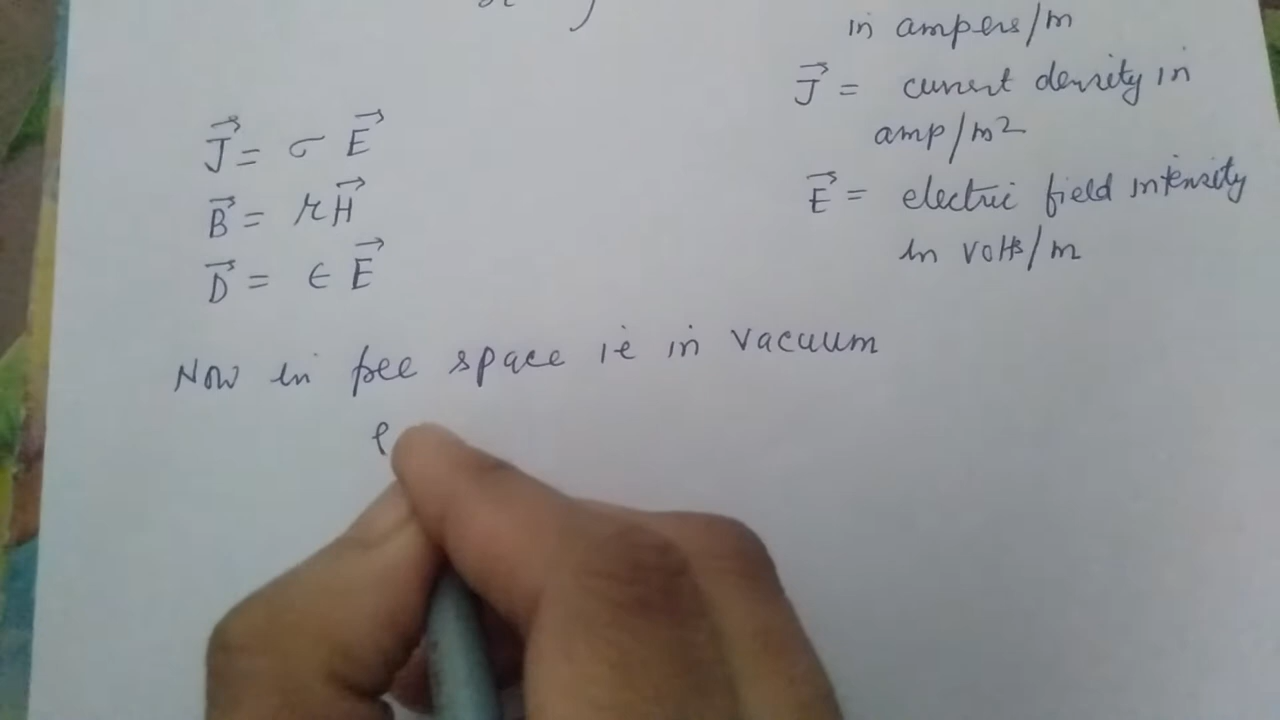 in ampers/m
J⃗ = current density in
amp/m2
E⃗ = electric field intensity
in volts/m
J⃗ = σ E⃗
B⃗ = μH⃗
D⃗ = ϵ E⃗
Now in free space ie in vacuum
ρ